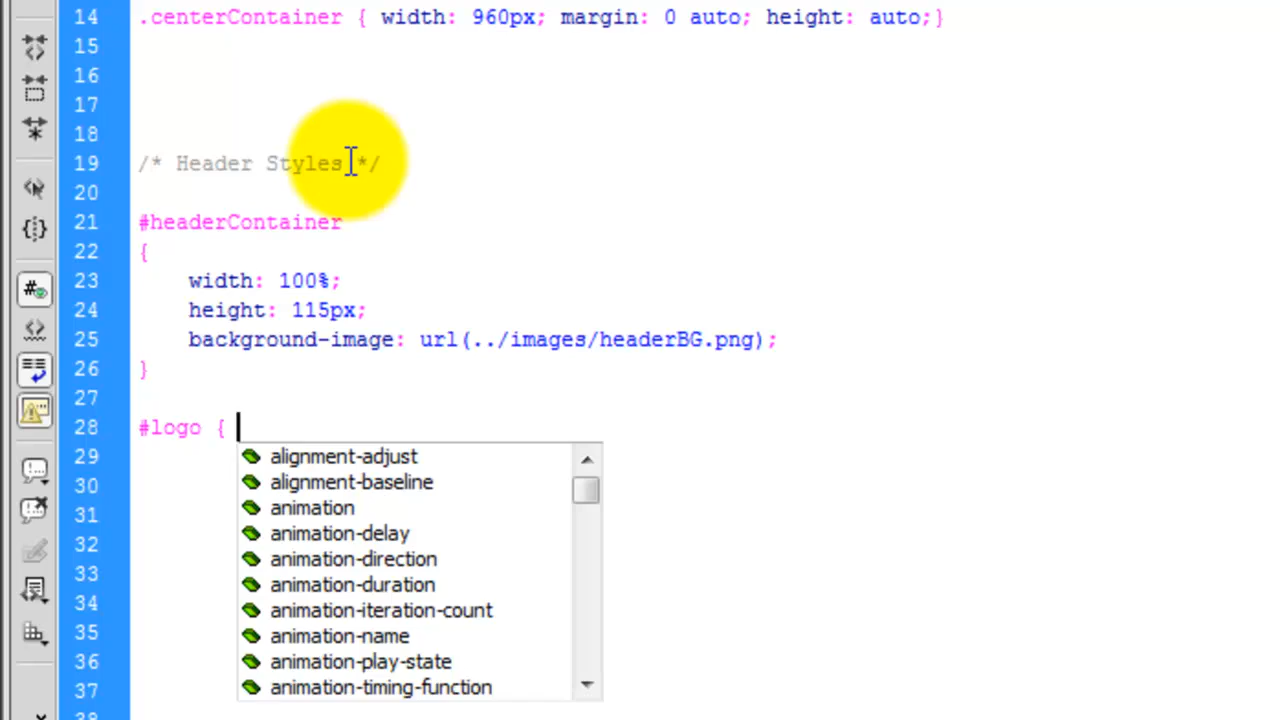 14 .centerContainer { width: 960px; margin: 0 auto; height: auto;}
15
16
17
18
19 /* Header Styles */
20
21 #headerContainer
22 {
23 width: 100%;
24 height: 115px;
25 background-image: url(../images/headerBG.png);
26 }
27
28 #logo {
29 alignment-adjust
30 alignment-baseline
31 animation
animation-delay
32 animation-direction
33 animation-duration
34 animation-iteration-count
35 animation-name
36 animation-play-state
37 animation-timing-function
38